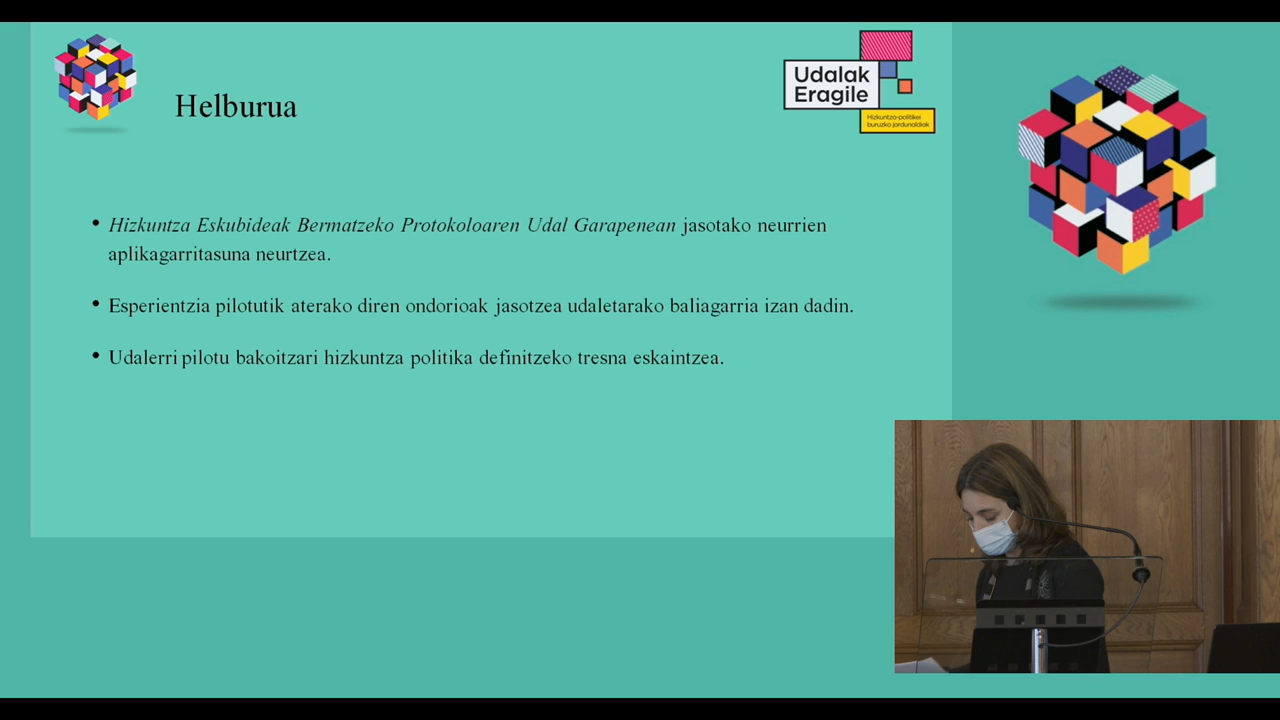 Helburua
Udalak
Eragile
Hizkuntza-politikei
buruzko jardunaldiak
• Hizkuntza Eskubideak Bermatzeko Protokoloaren Udal Garapenean jasotako neurrien
aplikagarritasuna neurtzea.
• Esperientzia pilotutik aterako diren ondorioak jasotzea udaletarako baliagarria izan dadin.
• Udalerri pilotu bakoitzari hizkuntza politika definitzeko tresna eskaintzea.